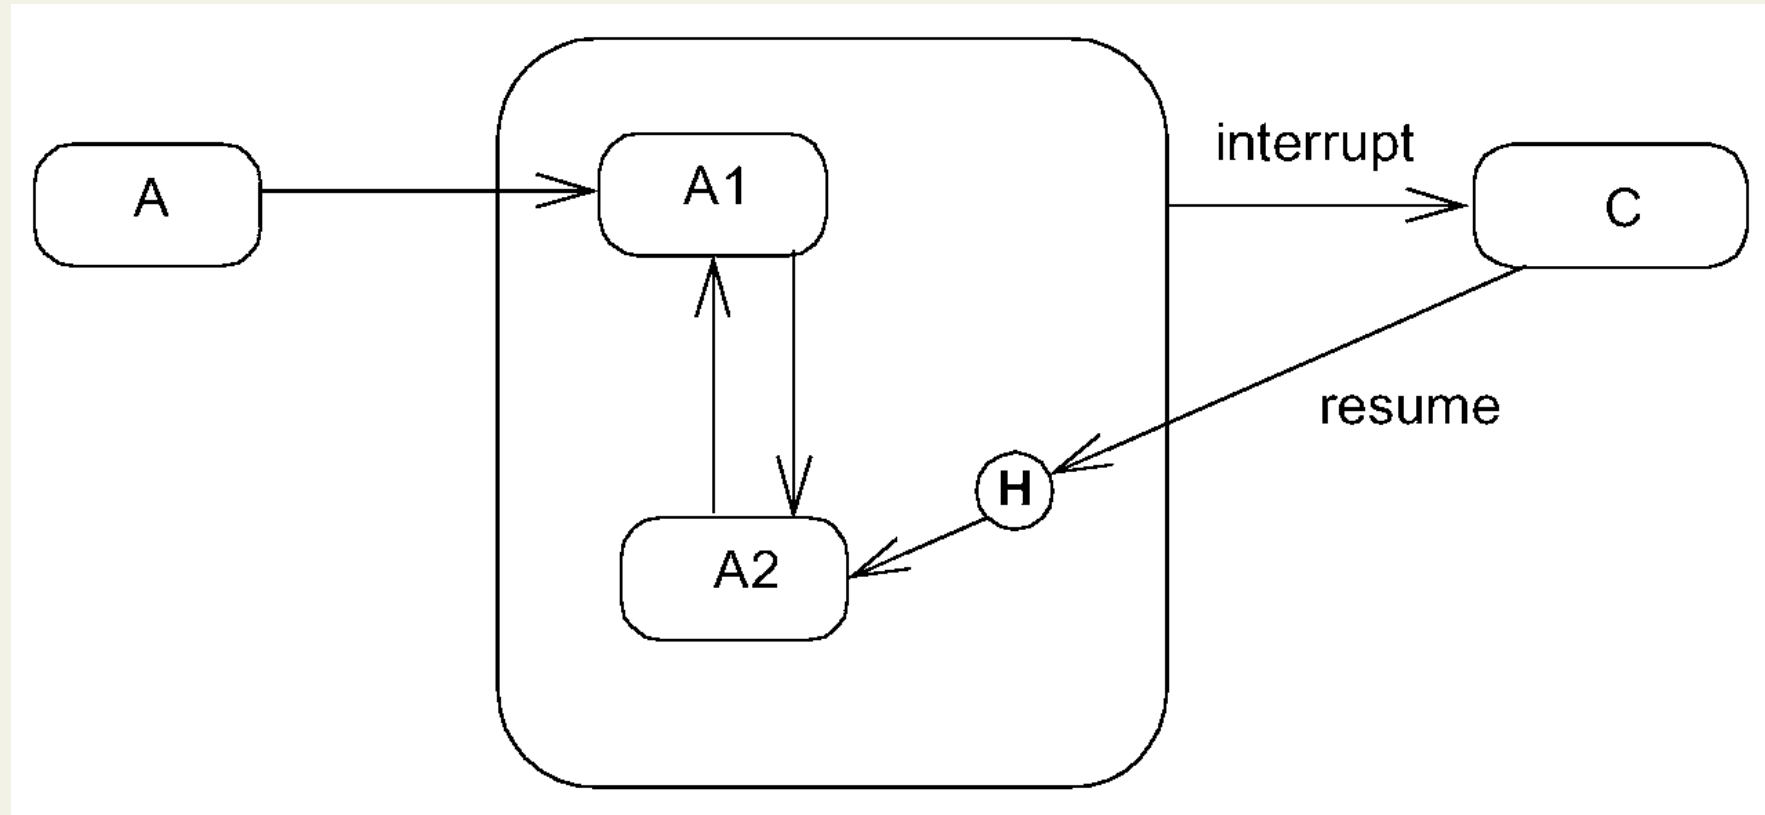 A
A1
interrupt
C
resume
H
A2